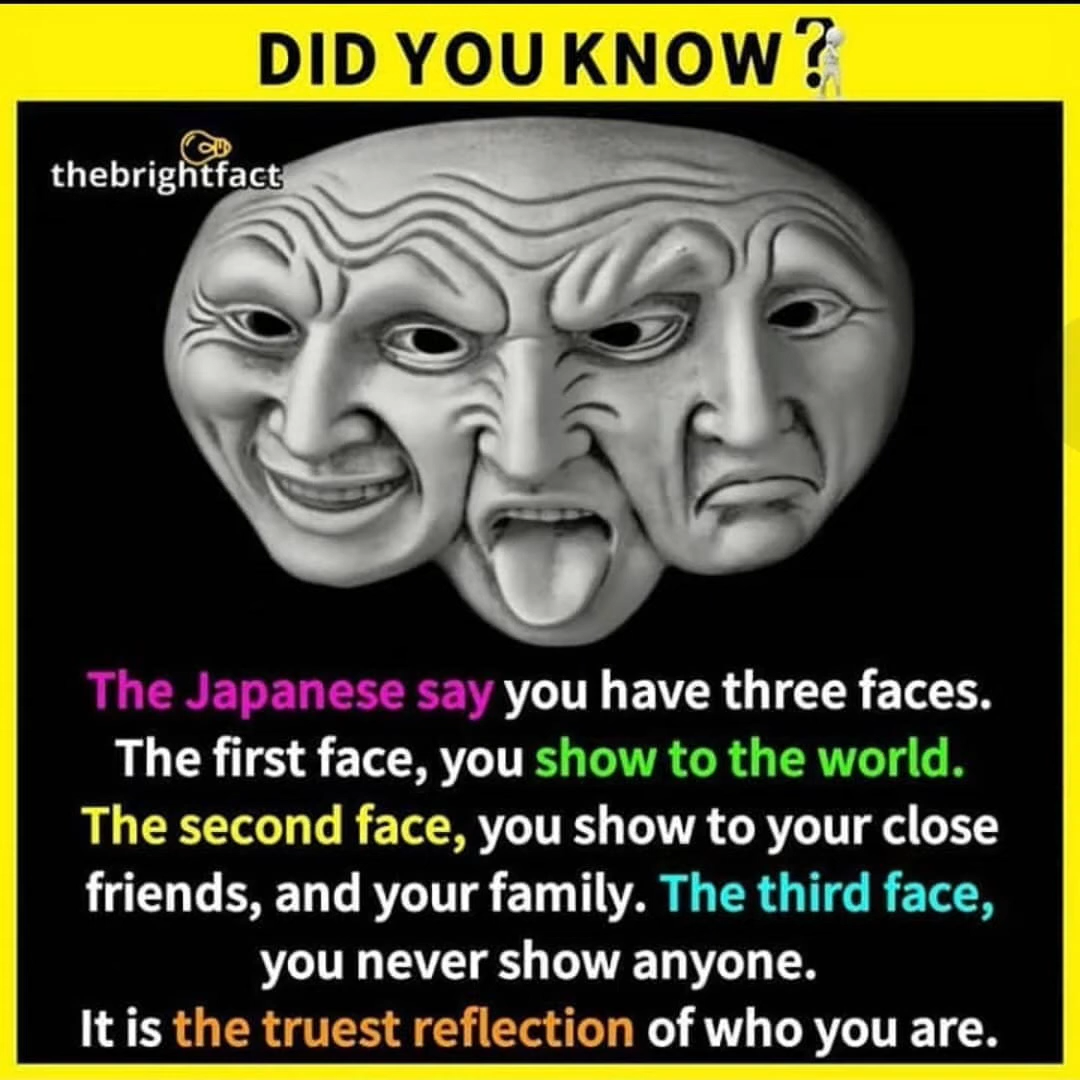 DID YOU KNOW?
thebrightfact
The Japanese say you have three faces.
The first face, you show to the world.
The second face, you show to your close
friends, and your family. The third face,
you never show anyone.
It is the truest reflection of who you are.